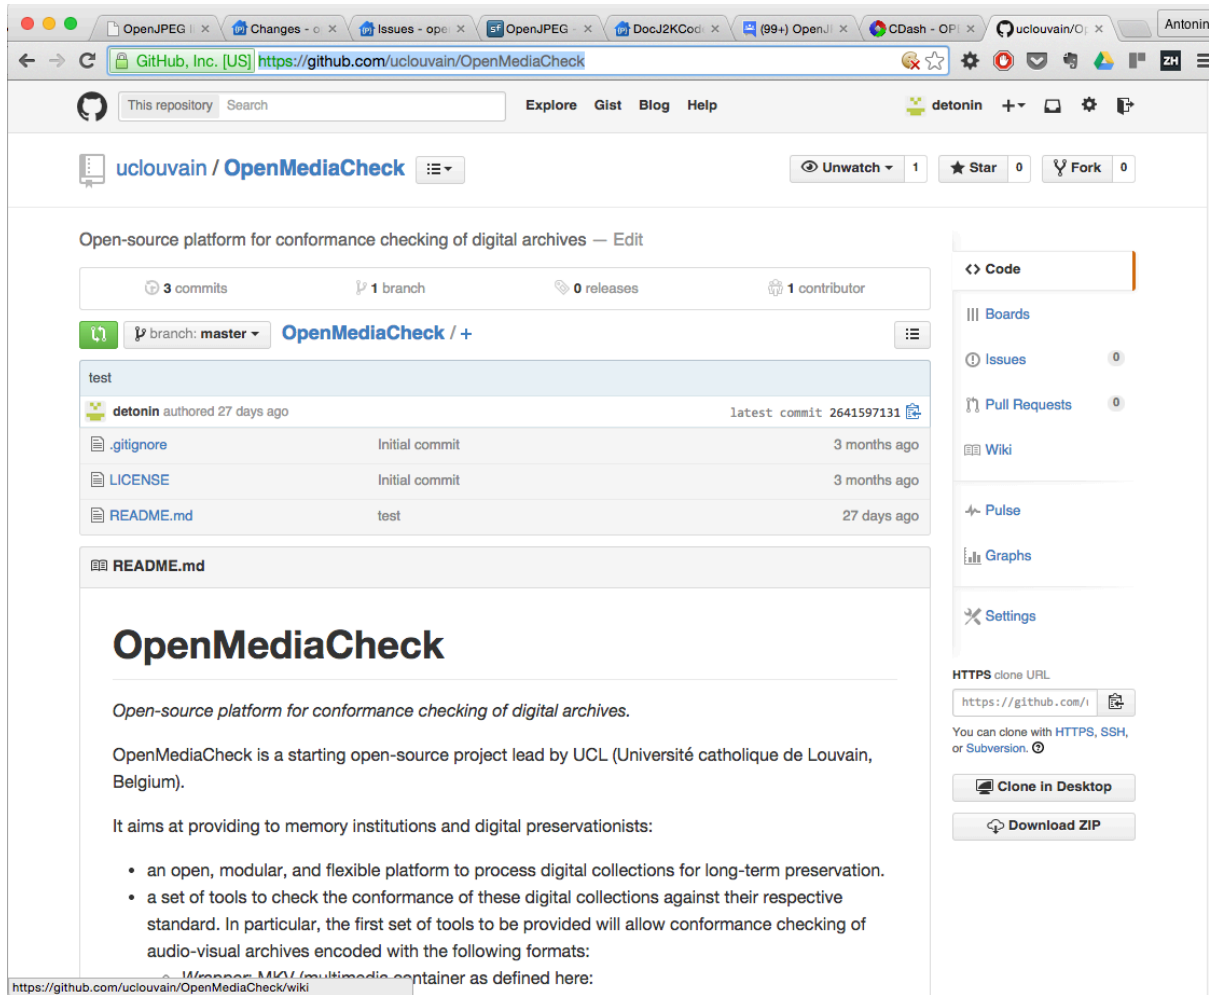 OpenJPEG
Changes - o
Issues - ope
OpenJPEG -
DocJ2KCod
(99+) OpenJ
CDash - OP
uclouvain/O
Antonin
GitHub, Inc. [US] https://github.com/uclouvain/OpenMediaCheck
ZH
This repository Search
Explore Gist Blog Help
detonin
uclouvain / OpenMediaCheck
Unwatch 1 Star 0 Fork 0
Open-source platform for conformance checking of digital archives — Edit
3 commits 1 branch 0 releases 1 contributor
branch: master OpenMediaCheck / +
test
detonin authored 27 days ago latest commit 2641597131
.gitignore Initial commit 3 months ago
LICENSE Initial commit 3 months ago
README.md test 27 days ago
README.md
OpenMediaCheck
Open-source platform for conformance checking of digital archives.
OpenMediaCheck is a starting open-source project lead by UCL (Université catholique de Louvain,
Belgium).
It aims at providing to memory institutions and digital preservationists:
• an open, modular, and flexible platform to process digital collections for long-term preservation.
• a set of tools to check the conformance of these digital collections against their respective
standard. In particular, the first set of tools to be provided will allow conformance checking of
audio-visual archives encoded with the following formats:
Wrapper: MKV (multimedia container as defined here:
https://github.com/uclouvain/OpenMediaCheck/wiki
Code
Boards
Issues 0
Pull Requests 0
Wiki
Pulse
Graphs
Settings
HTTPS clone URL
https://github.com/
You can clone with HTTPS, SSH,
or Subversion.
Clone in Desktop
Download ZIP